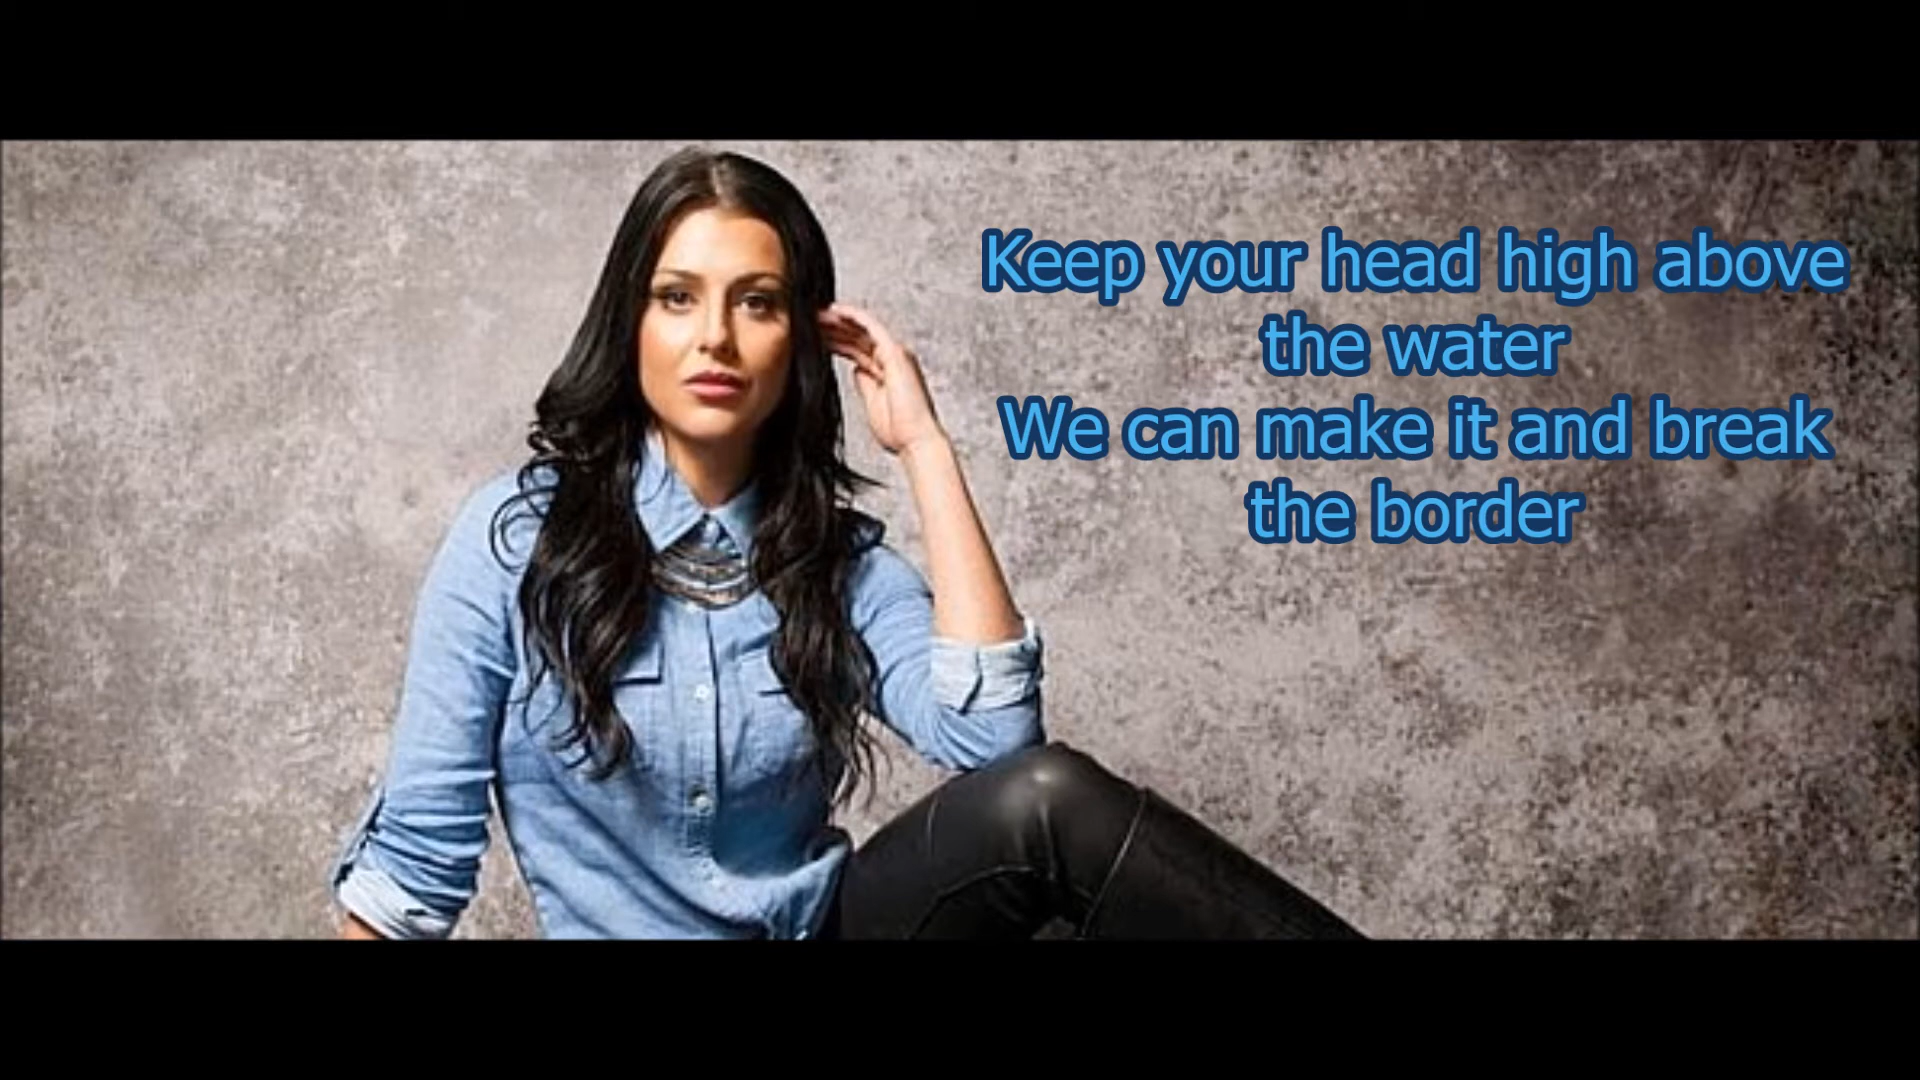 Keep your head high above
the water
We can make it and break
the border